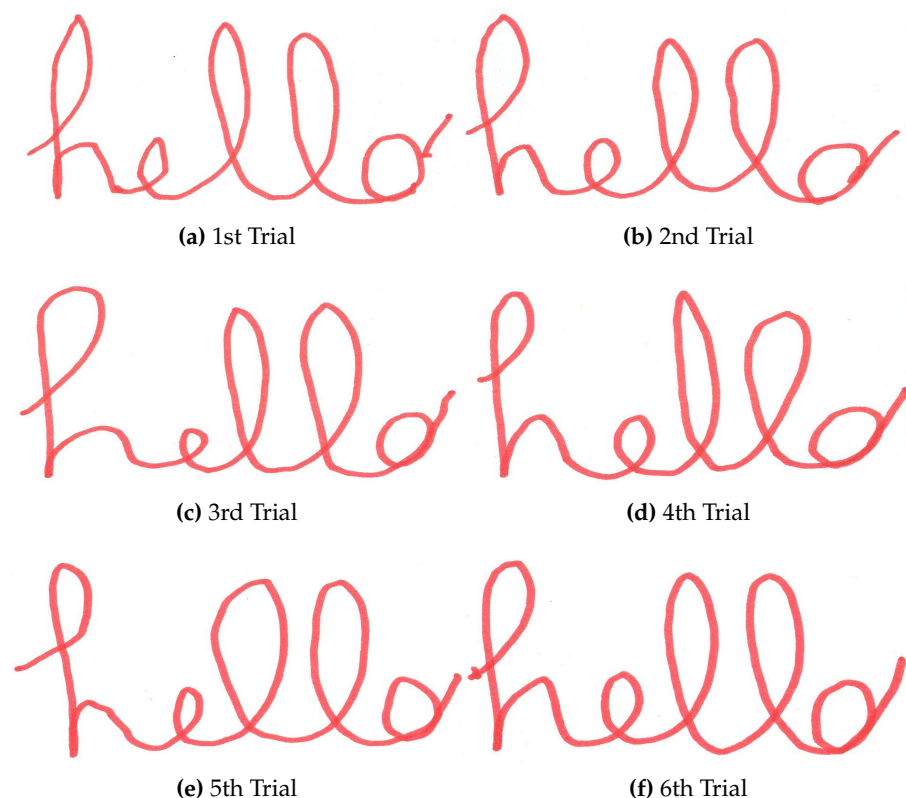 hello hello
(a) 1st Trial (b) 2nd Trial
hello hello
(c) 3rd Trial (d) 4th Trial
hello hello
(e) 5th Trial (f) 6th Trial